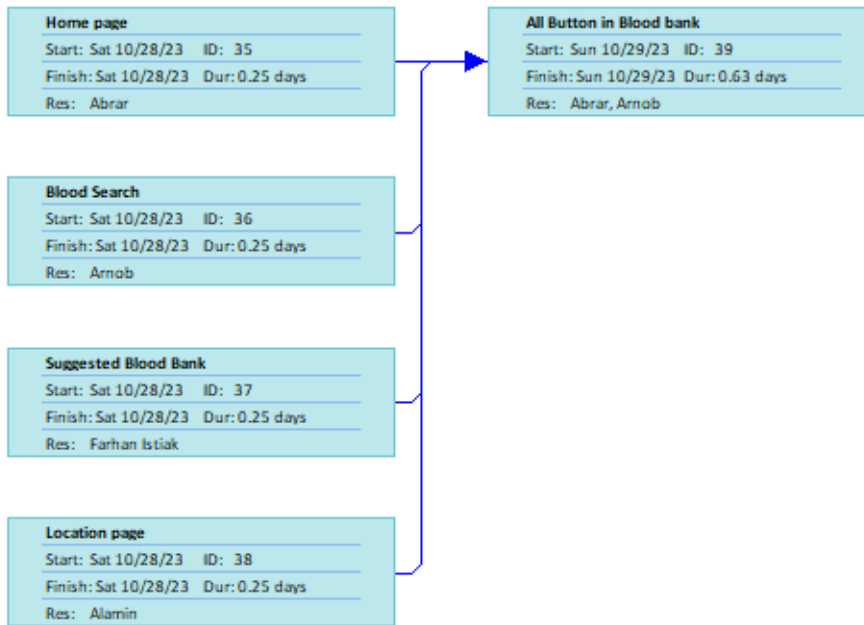 Home page
Start: Sat 10/28/23 ID: 35
Finish: Sat 10/28/23 Dur: 0.25 days
Res: Abrar
All Button in Blood bank
Start: Sun 10/29/23 ID: 39
Finish: Sun 10/29/23 Dur: 0.63 days
Res: Abrar, Arnob
Blood Search
Start: Sat 10/28/23 ID: 36
Finish: Sat 10/28/23 Dur: 0.25 days
Res: Arnob
Suggested Blood Bank
Start: Sat 10/28/23 ID: 37
Finish: Sat 10/28/23 Dur: 0.25 days
Res: Farhan Istiak
Location page
Start: Sat 10/28/23 ID: 38
Finish: Sat 10/28/23 Dur: 0.25 days
Res: Alamin